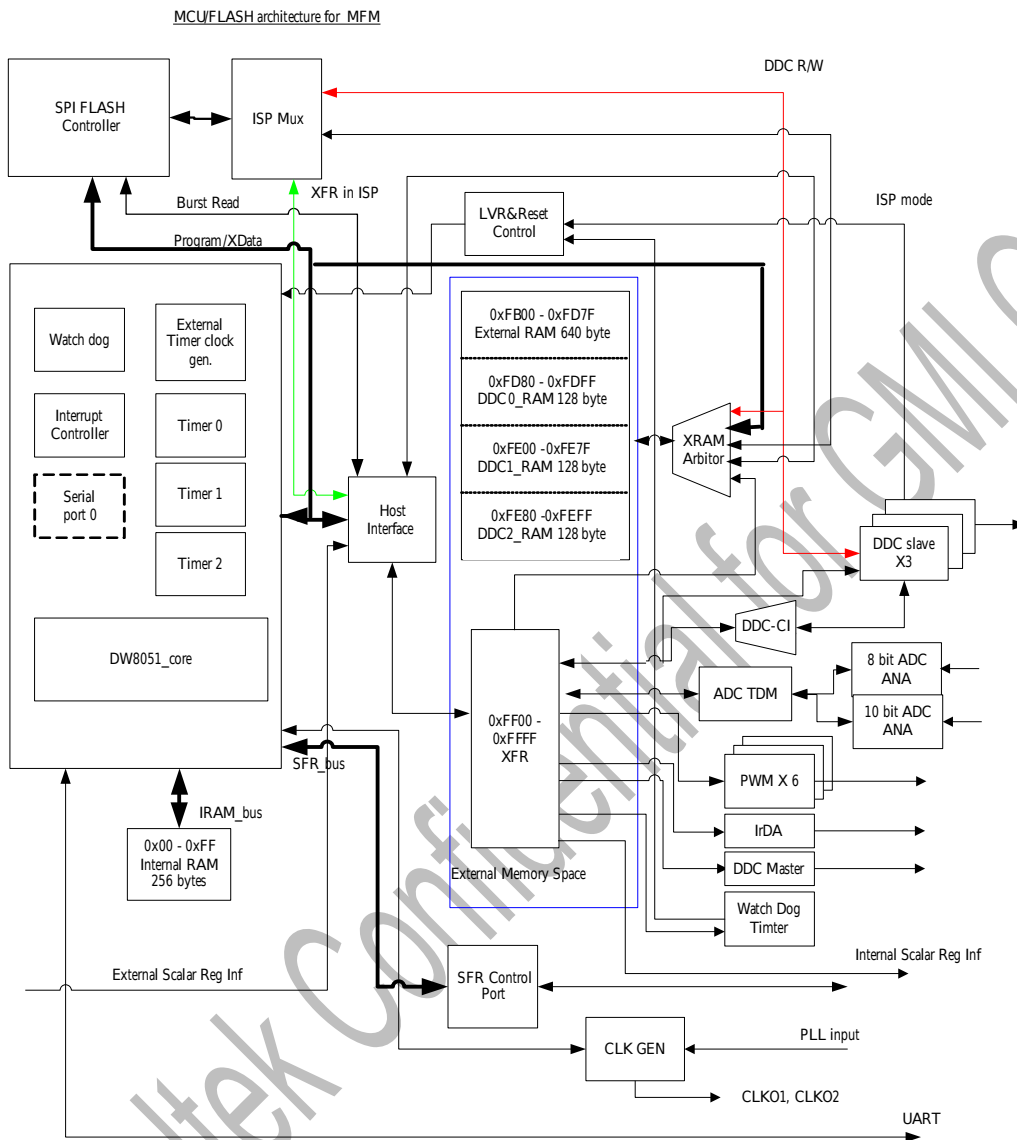 MCU/FLASH architecture for MFM
SPI FLASH
Controller
ISP Mux
DDC R/W
XFR in ISP
Burst Read
Program/XData
LVR&Reset
Control
ISP mode
Watch dog
External
Timer clock
gen.
Interrupt
Controller
Timer 0
Serial
port 0
Timer 1
Timer 2
DW8051_core
Host
Interface
0xFB00 - 0xFD7F
External RAM 640 byte
0xFD80 - 0xFDFF
DDC0_RAM 128 byte
0xFE00 -0xFE7F
DDC1_RAM 128 byte
0xFE80 -0xFEFF
DDC2_RAM 128 byte
XRAM
Arbitor
DDC slave
X3
DDC-CI
ADC TDM
8 bit ADC
ANA
10 bit ADC
ANA
0xFF00 -
0xFFFF
XFR
PWM X 6
IrDA
DDC Master
Watch Dog
Timter
External Memory Space
SFR_bus
IRAM_bus
0x00 - 0xFF
Internal RAM
256 bytes
External Scalar Reg Inf
Internal Scalar Reg Inf
SFR Control
Port
CLK GEN
PLL input
CLKO1, CLKO2
UART
ltek Confidential for GMI C